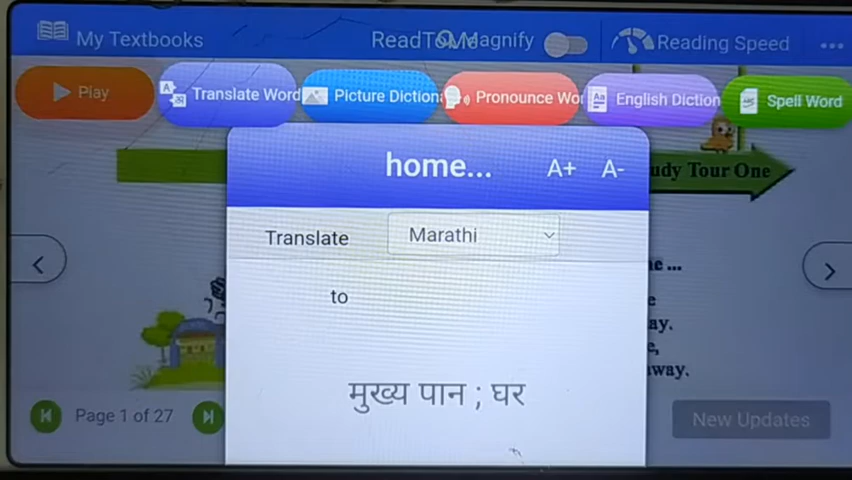 My Textbooks
ReadToMe
Magnify
Reading Speed
Play
Translate Word
Picture Diction
Pronounce Wor
English Diction
Spell Word
home...
A+ A-
udy Tour One
Translate
Marathi
to
मुख्य पान ; घर
e ...
e
ay.
e,
away.
Page 1 of 27
New Updates